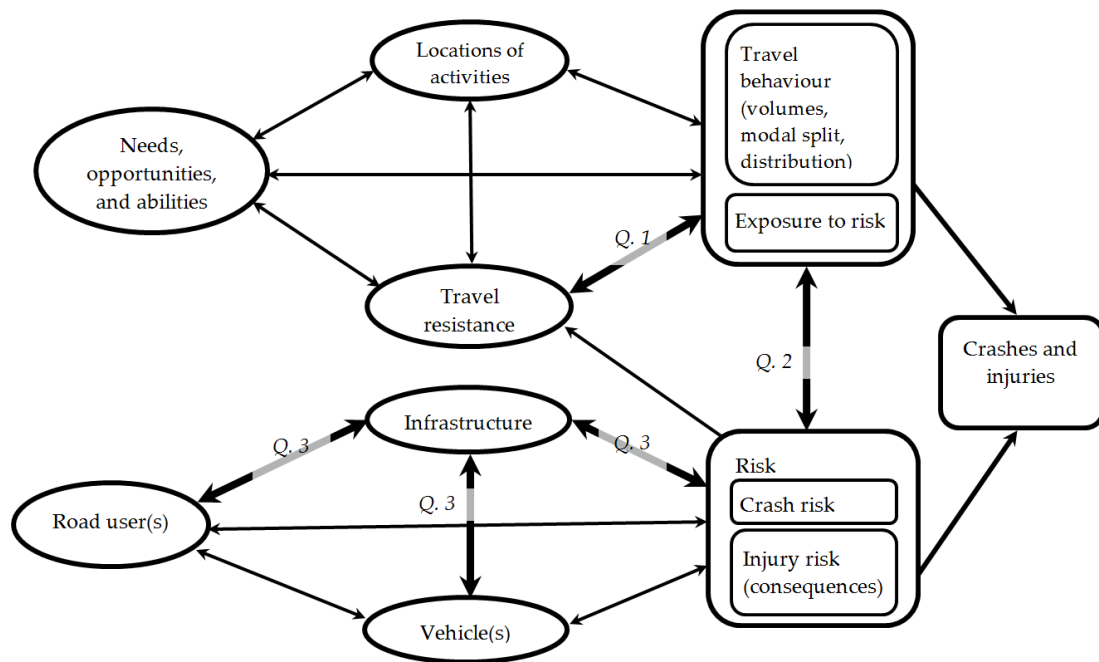 Locations of
activities
Travel
behaviour
(volumes,
modal split,
distribution)
Needs,
opportunities,
and abilities
Exposure to risk
Q. 1
Travel
resistance
Crashes and
injuries
Q. 2
Infrastructure
Q. 3
Q. 3
Risk
Q. 3
Crash risk
Road user(s)
Injury risk
(consequences)
Vehicle(s)